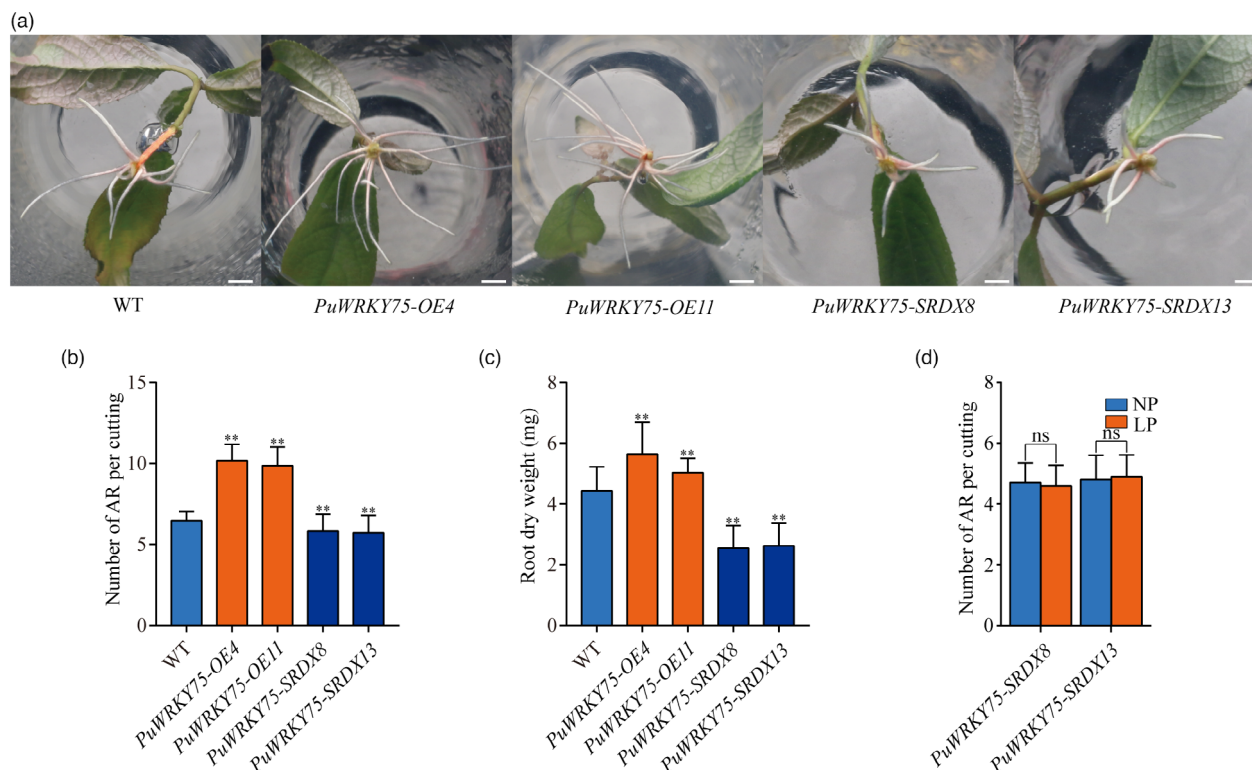 (a)
WT
PuWRKY75-OE4
PuWRKY75-OE11
PuWRKY75-SRDX8
PuWRKY75-SRDX13
(b)
Number of AR per cutting
15
10
5
0
**
**
**
**
WT
PuWRKY75-OE4
PuWRKY75-OE11
PuWRKY75-SRDX8
PuWRKY75-SRDX13
(c)
Root dry weight (mg)
8
6
4
2
0
**
**
**
**
WT
PuWRKY75-OE4
PuWRKY75-OE11
PuWRKY75-SRDX8
PuWRKY75-SRDX13
(d)
Number of AR per cutting
8
6
4
2
0
NP
LP
ns
ns
PuWRKY75-SRDX8
PuWRKY75-SRDX13